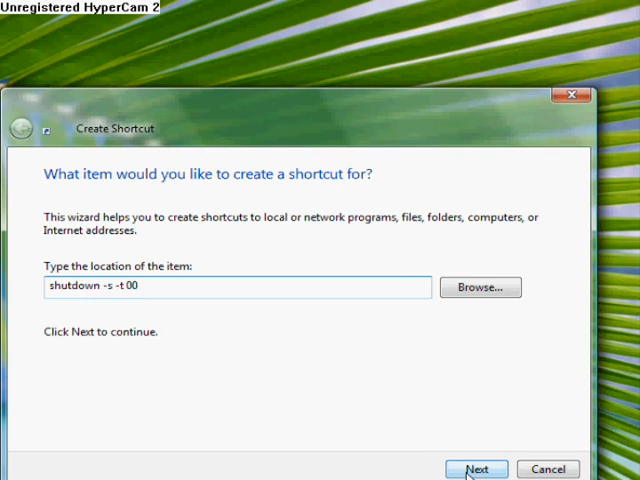 Unregistered HyperCam 2
Create Shortcut
What item would you like to create a shortcut for?
This wizard helps you to create shortcuts to local or network programs, files, folders, computers, or
Internet addresses.
Type the location of the item:
shutdown -s -t 00
Browse...
Click Next to continue.
Next
Cancel